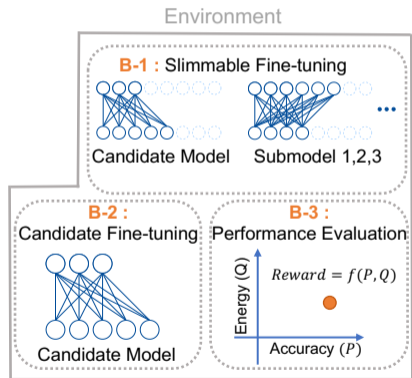 Environment
B-1 : Slimmable Fine-tuning
Candidate Model
Submodel 1,2,3
B-2 :
Candidate Fine-tuning
Candidate Model
B-3 :
Performance Evaluation
Reward = f(P, Q)
Energy (Q)
Accuracy (P)